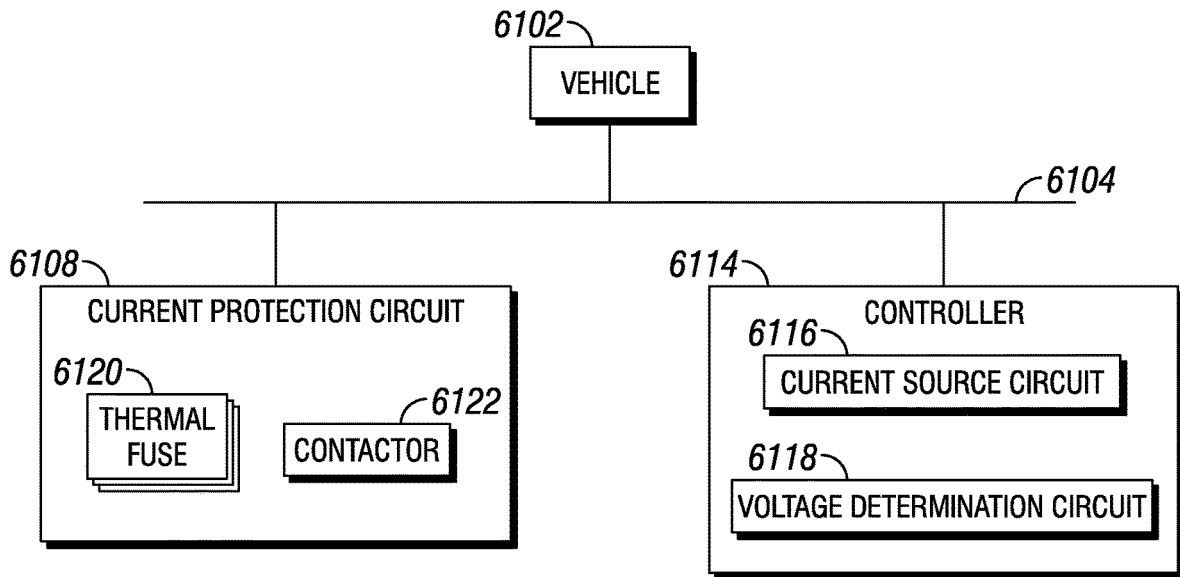 6102
VEHICLE
6104
6108
CURRENT PROTECTION CIRCUIT
6120
THERMAL
FUSE
6122
CONTACTOR
6114
CONTROLLER
6116
CURRENT SOURCE CIRCUIT
6118
VOLTAGE DETERMINATION CIRCUIT